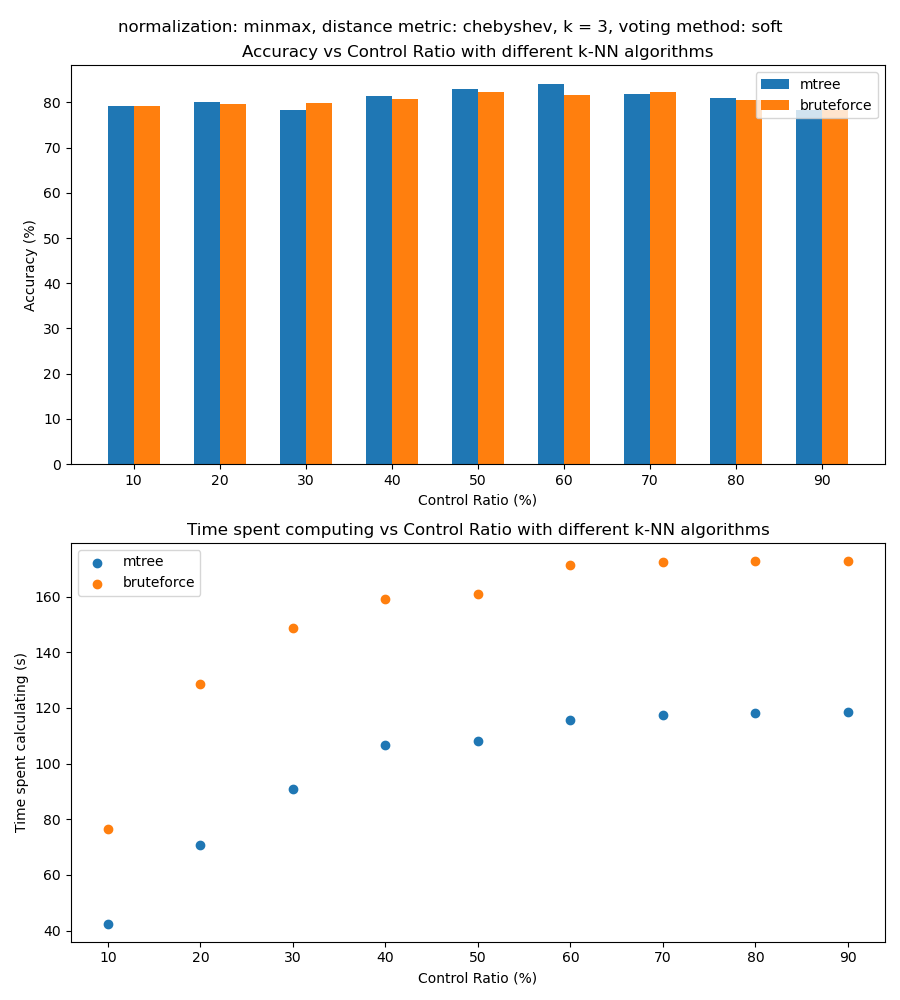 normalization: minmax, distance metric: chebyshev, k = 3, voting method: soft
Accuracy vs Control Ratio with different k-NN algorithms
mtree
bruteforce
80
70
60
50
40
30
20
10
0
Accuracy (%)
10 20 30 40 50 60 70 80 90
Control Ratio (%)
Time spent computing vs Control Ratio with different k-NN algorithms
mtree
bruteforce
160
140
120
100
80
60
40
Time spent calculating (s)
10 20 30 40 50 60 70 80 90
Control Ratio (%)